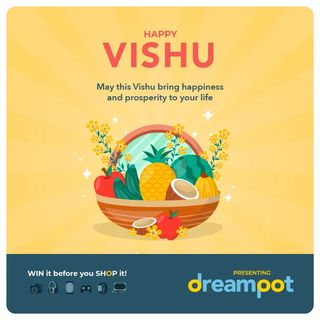 HAPPY
VISHU
May this Vishu bring happiness
and prosperity to your life
WIN it before you SHOP it!
PRESENTING
dreampot